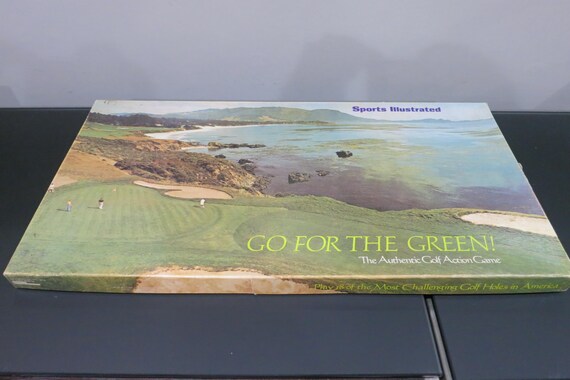 Sports Illustrated
GO FOR THE GREEN!
The Authentic Golf Action Game
Play of the Most Challenging Golf Holes in America